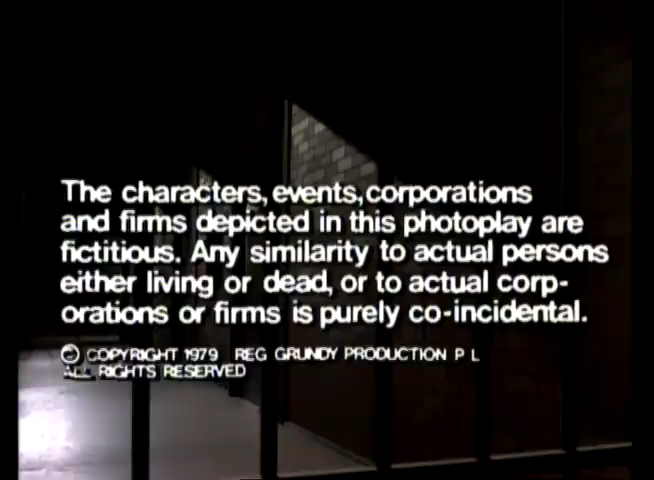 The characters, events, corporations
and firms depicted in this photoplay are
fictitious. Any similarity to actual persons
either living or dead, or to actual corp-
orations or firms is purely co-incidental.
© COPYRIGHT 1979 REG GRUNDY PRODUCTION P L
ALL RIGHTS RESERVED